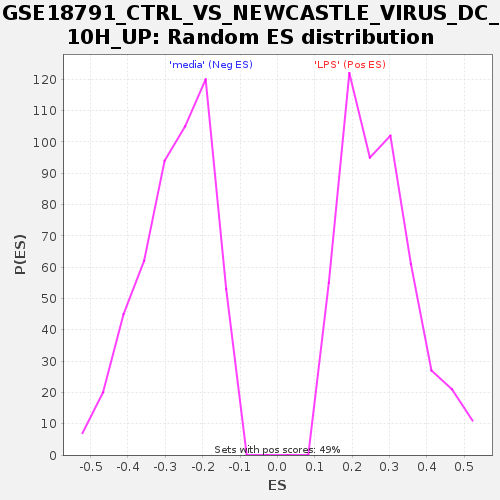 GSE18791_CTRL_VS_NEWCASTLE_VIRUS_DC_
10H_UP: Random ES distribution
'media' (Neg ES) 'LPS' (Pos ES)
120
110
100
90
80
70
60
50
40
30
20
10
0
P(ES)
Sets with pos scores: 49%
-0.5 -0.4 -0.3 -0.2 -0.1 0.0 0.1 0.2 0.3 0.4 0.5
ES